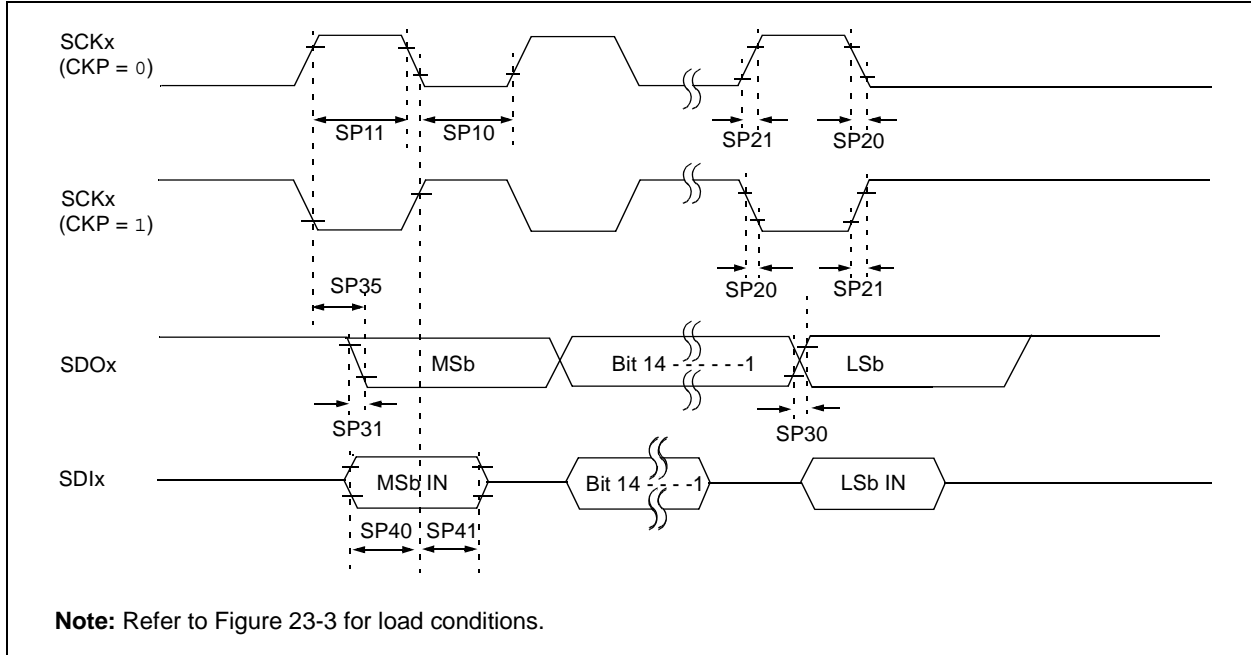 SCKx
(CKP = 0)
SP11
SP10
SP21
SP20
SCKx
(CKP = 1)
SP35
SP20
SP21
SDOx
MSb
Bit 14 - - - - - -1
LSb
SP31
SP30
SDIx
MSb IN
Bit 14 - - - -1
LSb IN
SP40
SP41
Note: Refer to Figure 23-3 for load conditions.